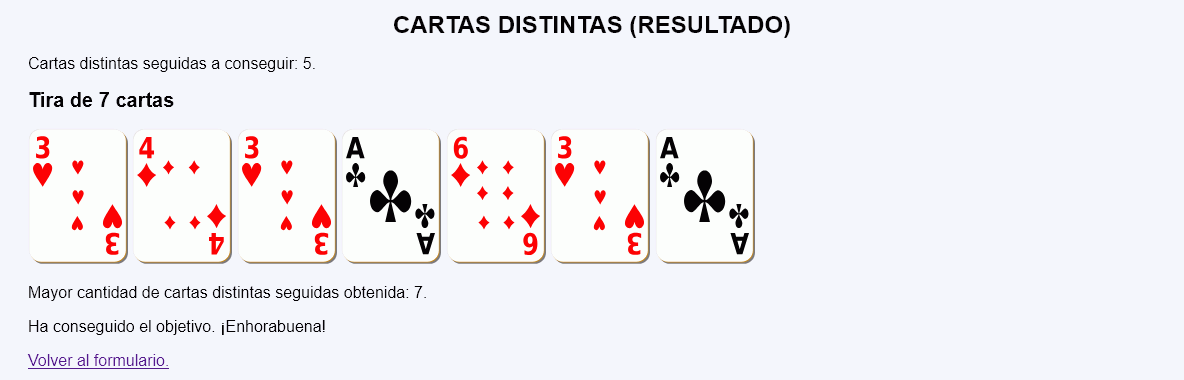 CARTAS DISTINTAS (RESULTADO)
Cartas distintas seguidas a conseguir: 5.
Tira de 7 cartas
3 4 3 A 6 3 A
3 4 3 A 6 3 A
Mayor cantidad de cartas distintas seguidas obtenida: 7.
Ha conseguido el objetivo. ¡Enhorabuena!
Volver al formulario.